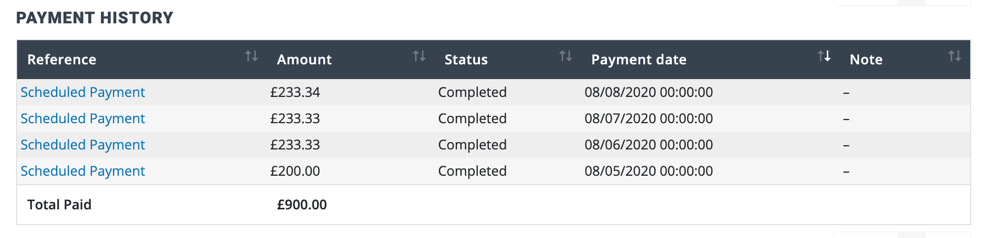 PAYMENT HISTORY
Reference Amount Status Payment date Note
Scheduled Payment £233.34 Completed 08/08/2020 00:00:00 –
Scheduled Payment £233.33 Completed 08/07/2020 00:00:00 –
Scheduled Payment £233.33 Completed 08/06/2020 00:00:00 –
Scheduled Payment £200.00 Completed 08/05/2020 00:00:00 –
Total Paid £900.00